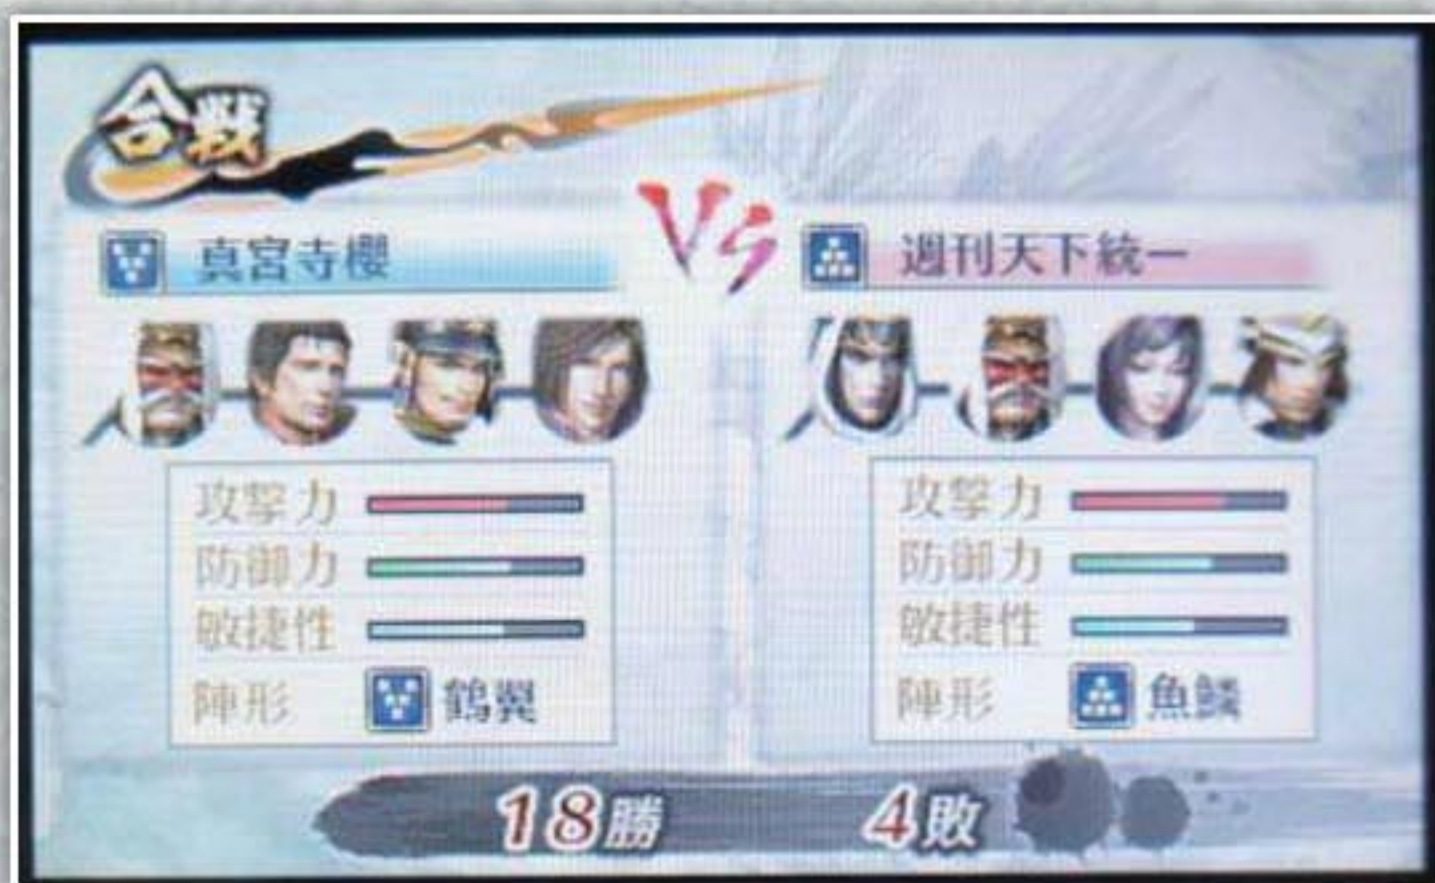 合戦
VS
真宮寺櫻
週刊天下統一
攻撃力
防御力
敏捷性
陣形 鶴翼
攻撃力
防御力
敏捷性
陣形 魚鱗
18勝 4敗